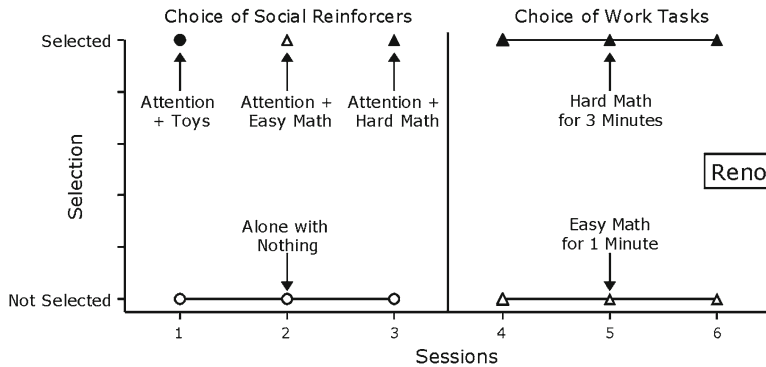 Choice of Social Reinforcers
Choice of Work Tasks
Selected
Attention
+ Toys
Attention +
Easy Math
Attention +
Hard Math
Hard Math
for 3 Minutes
Reno
Selection
Alone with
Nothing
Easy Math
for 1 Minute
Not Selected
1
2
3
4
5
6
Sessions